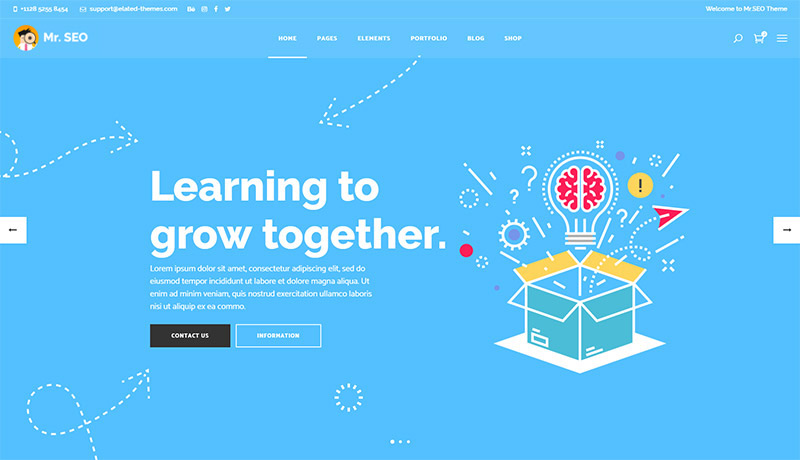 +1128 5255 8454 support@elated-themes.com Bē Welcome to Mr.SEO Theme
Mr. SEO HOME PAGES ELEMENTS PORTFOLIO BLOG SHOP
Learning to
grow together.
Lorem ipsum dolor sit amet, consectetur adipiscing elit, sed do
eiusmod tempor incididunt ut labore et dolore magna aliqua. Ut
enim ad minim veniam, quis nostrud exercitation ullamco laboris
nisi ut aliquip ex ea commo.
CONTACT US INFORMATION